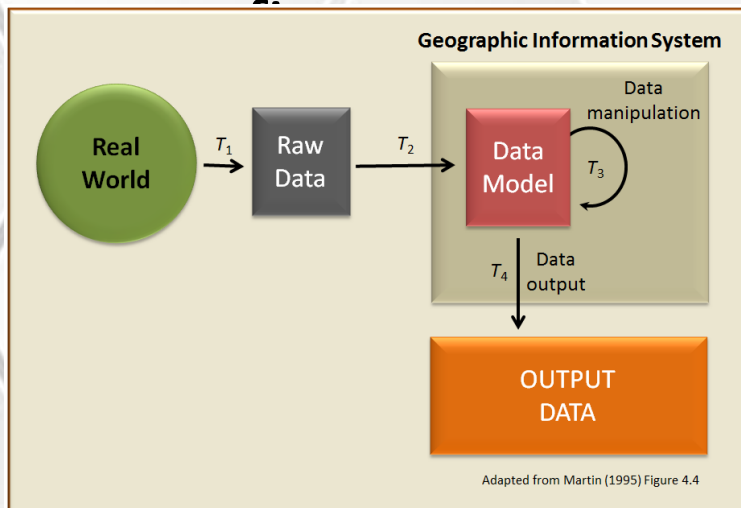 Geographic Information System
Data
manipulation
Real
World
T1
Raw
Data
T2
Data
Model
T3
T4
Data
output
OUTPUT
DATA
Adapted from Martin (1995) Figure 4.4